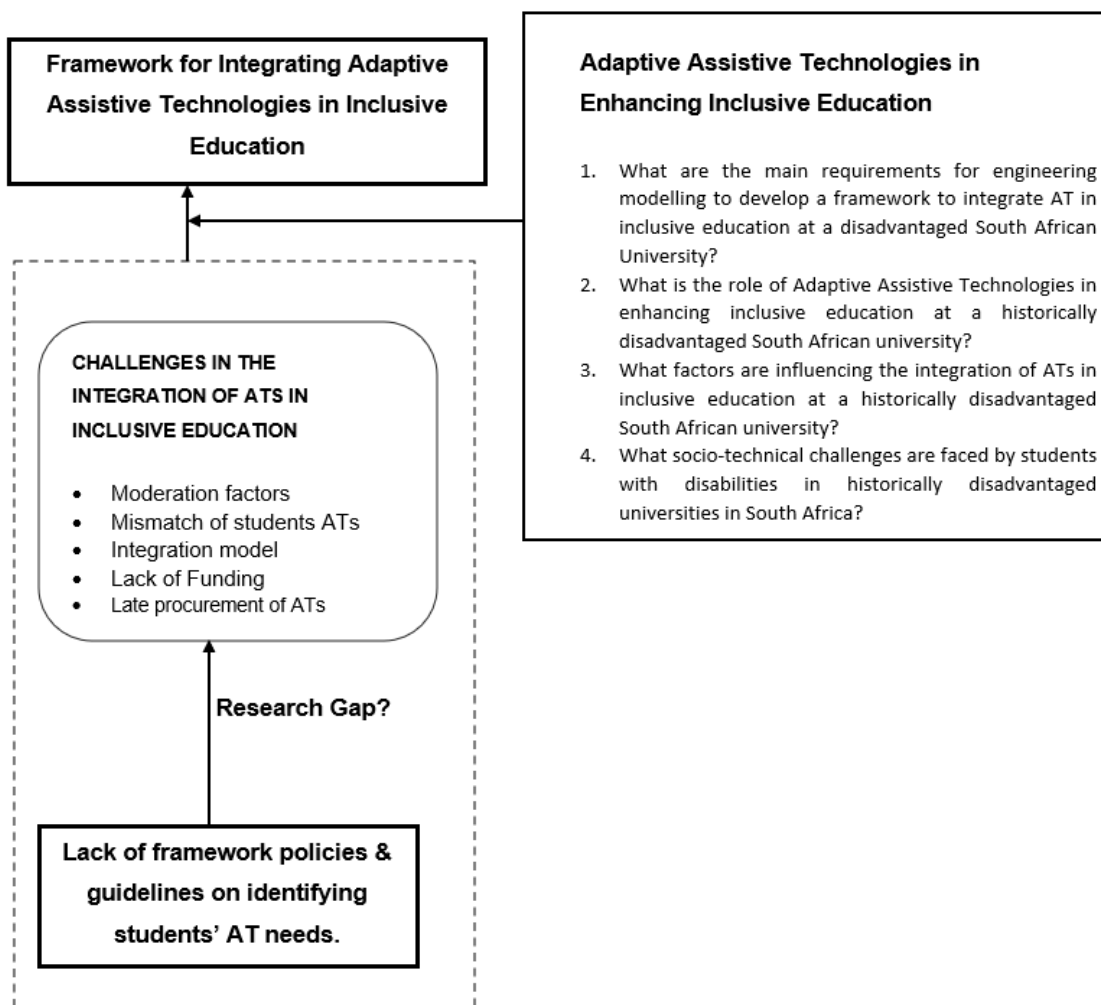 Framework for Integrating Adaptive
Assistive Technologies in Inclusive
Education
Adaptive Assistive Technologies in
Enhancing Inclusive Education
1. What are the main requirements for engineering
modelling to develop a framework to integrate AT in
inclusive education at a disadvantaged South African
University?
2. What is the role of Adaptive Assistive Technologies in
enhancing inclusive education at a historically
disadvantaged South African university?
3. What factors are influencing the integration of ATs in
inclusive education at a historically disadvantaged
South African university?
4. What socio-technical challenges are faced by students
with disabilities in historically disadvantaged
universities in South Africa?
CHALLENGES IN THE
INTEGRATION OF ATS IN
INCLUSIVE EDUCATION
• Moderation factors
• Mismatch of students ATs
• Integration model
• Lack of Funding
• Late procurement of ATs
Research Gap?
Lack of framework policies &
guidelines on identifying
students’ AT needs.